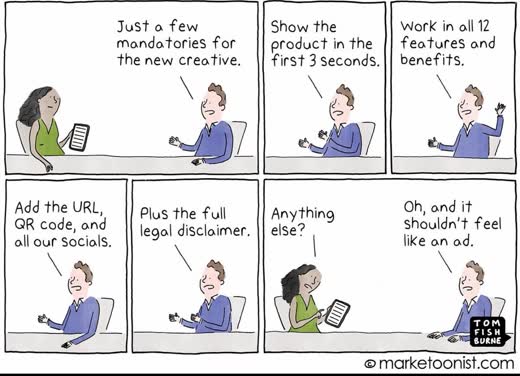 Just a few
mandatories for
the new creative.
Show the
product in the
first 3 seconds.
Work in all 12
features and
benefits.
Add the URL,
QR code, and
all our socials.
Plus the full
legal disclaimer.
Anything
else?
Oh, and it
shouldn't feel
like an ad.
TOM
FISH
BURNE
© marketoonist.com